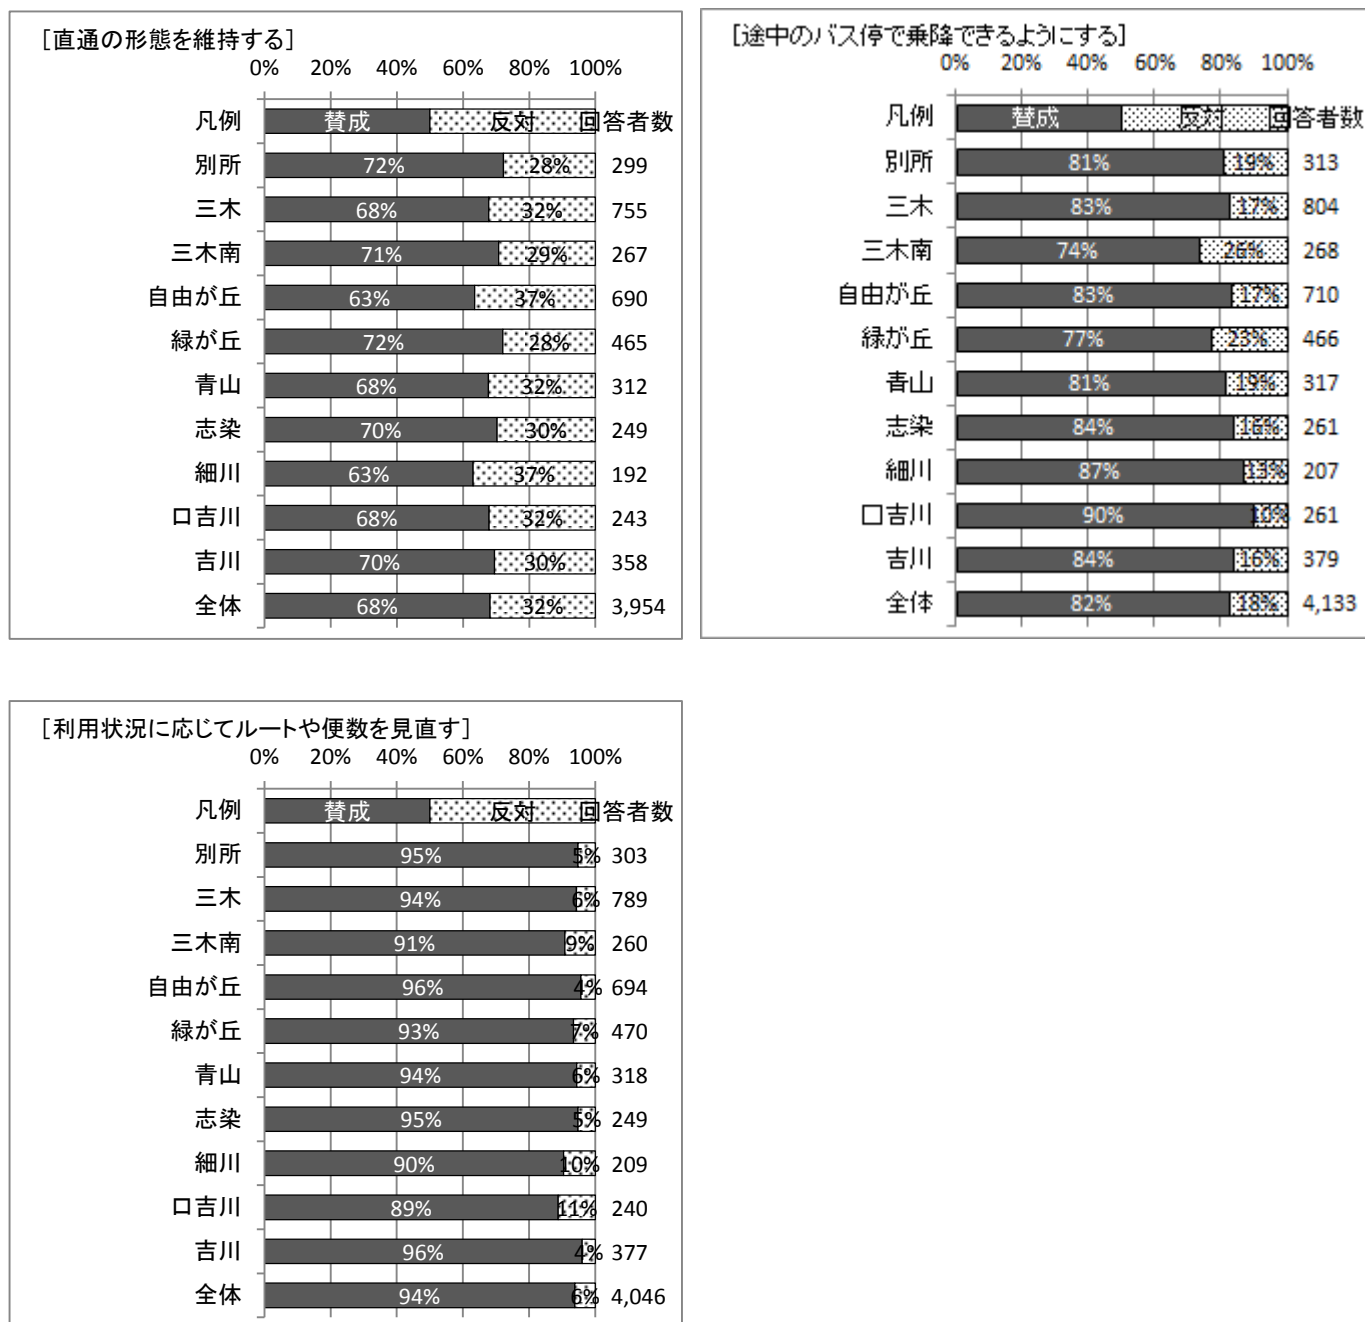 [直通の形態を維持する]
0% 20% 40% 60% 80% 100%
凡例 賛成 反対 回答者数
別所 72% 28% 299
三木 68% 32% 755
三木南 71% 29% 267
自由が丘 63% 37% 690
緑が丘 72% 28% 465
青山 68% 32% 312
志染 70% 30% 249
細川 63% 37% 192
口吉川 68% 32% 243
吉川 70% 30% 358
全体 68% 32% 3,954
[途中のバス停で乗降できるようにする]
0% 20% 40% 60% 80% 100%
凡例 賛成 反対 回答者数
別所 81% 19% 313
三木 83% 17% 804
三木南 74% 26% 268
自由が丘 83% 17% 710
緑が丘 77% 23% 466
青山 81% 19% 317
志染 84% 16% 261
細川 87% 13% 207
口吉川 90% 10% 261
吉川 84% 16% 379
全体 82% 18% 4,133
[利用状況に応じてルートや便数を見直す]
0% 20% 40% 60% 80% 100%
凡例 賛成 反対 回答者数
別所 95% 5% 303
三木 94% 6% 789
三木南 91% 9% 260
自由が丘 96% 4% 694
緑が丘 93% 7% 470
青山 94% 6% 318
志染 95% 5% 249
細川 90% 10% 209
口吉川 89% 11% 240
吉川 96% 4% 377
全体 94% 6% 4,046